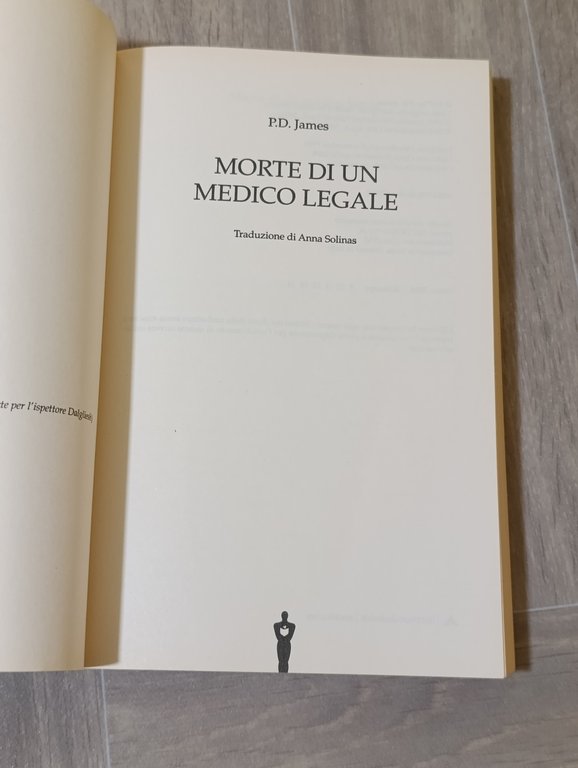 te per l'ispettore Dalgliesh)
P.D. James
MORTE DI UN
MEDICO LEGALE
Traduzione di Anna Solinas